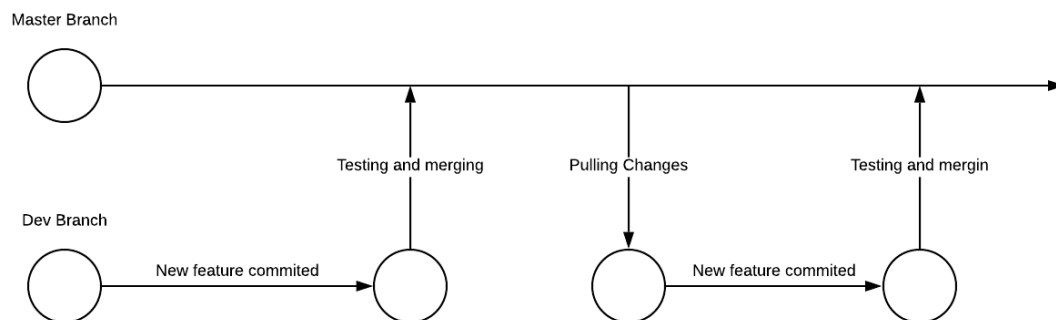 Master Branch
Testing and merging
Pulling Changes
Testing and mergin
Dev Branch
New feature commited
New feature commited